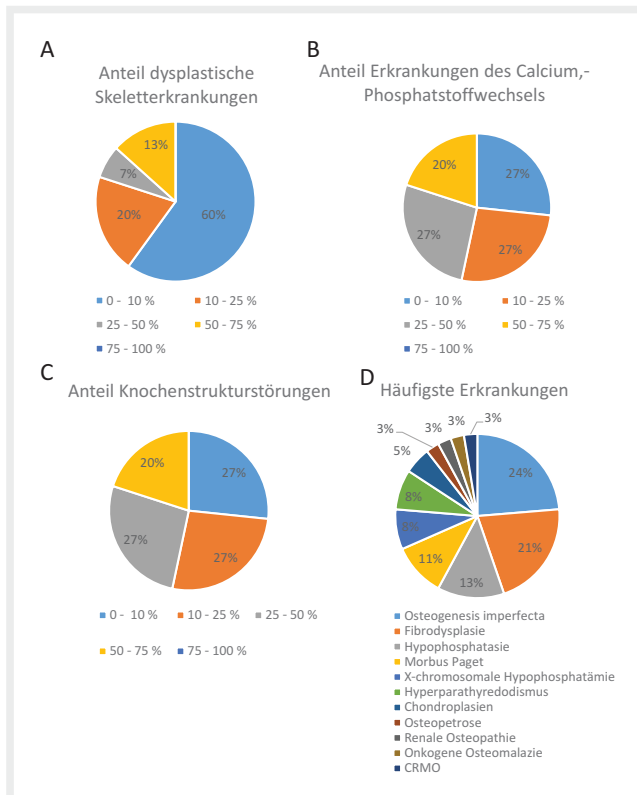 A
Anteil dysplastische
Skeletterkrankungen
13%
7%
20%
60%
0 - 10 % 10 - 25 %
25 - 50 % 50 - 75 %
75 - 100 %
B
Anteil Erkrankungen des Calcium,-
Phosphatstoffwechsels
20%
27%
27%
27%
0 - 10% 10 - 25 %
25 - 50 % 50 - 75 %
75 - 100 %
C
Anteil Knochenstrukturstörungen
20%
27%
27%
27%
0 - 10 % 10 - 25 % 25 - 50 %
50 - 75 % 75 - 100 %
D
Häufigste Erkrankungen
3%
3%
3%
3%
5%
24%
8%
8%
21%
11%
13%
Osteogenesis imperfecta
Fibrodysplasie
Hypophosphatasie
Morbus Paget
X-chromosomale Hypophosphatämie
Hyperparathyredodismus
Chondroplasien
Osteopetrose
Renale Osteopathie
Onkogene Osteomalazie
CRMO